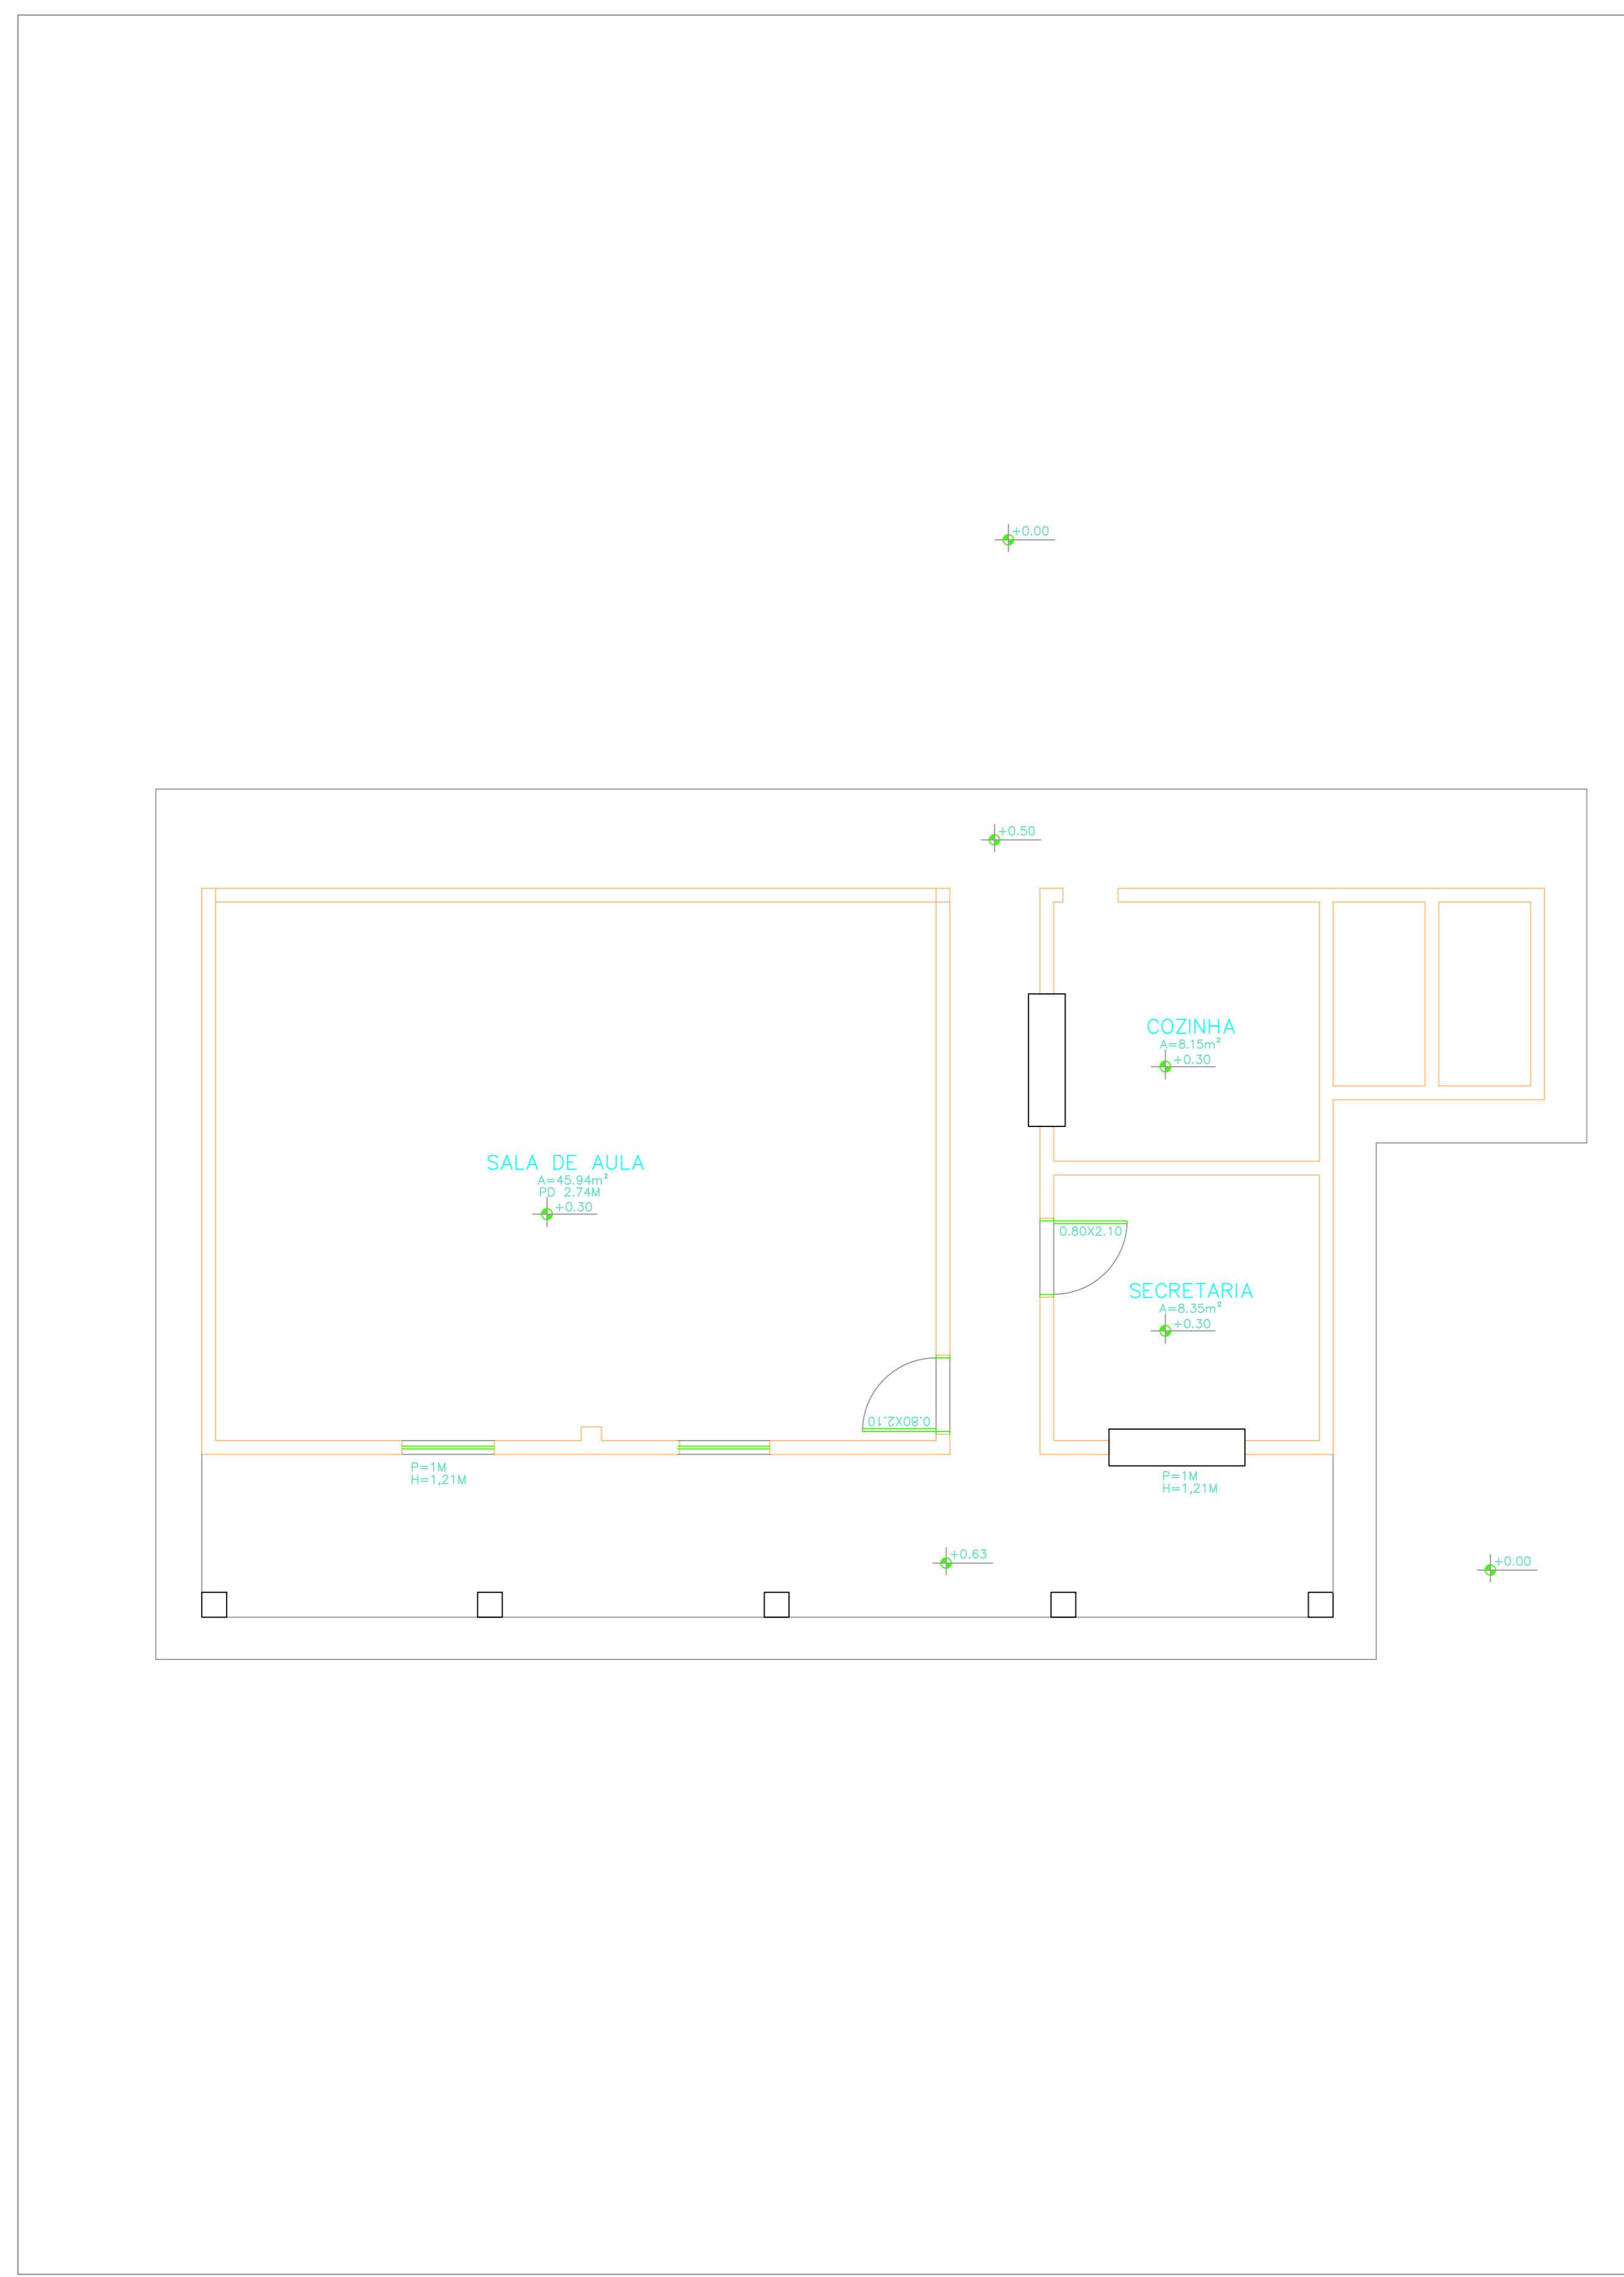 +0.00
+0.50
COZINHA
A=8.15m²
+0.30
SALA DE AULA
A=45.94m²
PD 2.74M
+0.30
0.80X2.10
SECRETARIA
A=8.35m²
+0.30
0.80X2.10
P=1M
H=1,21M
P=1M
H=1,21M
+0.63
+0.00